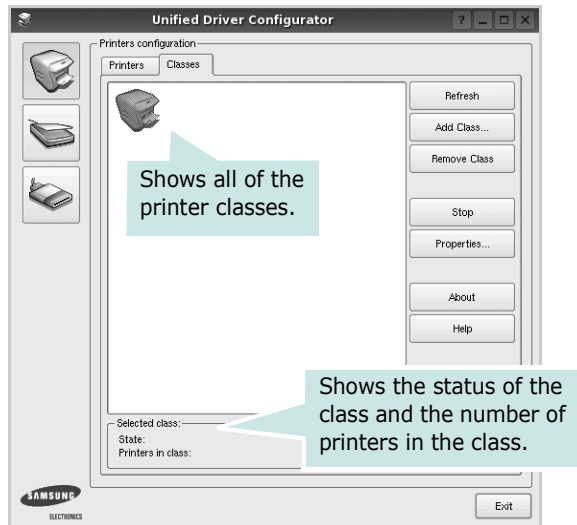 Unified Driver Configurator
Printers configuration
Printers
Classes
Refresh
Add Class...
Remove Class
Shows all of the
printer classes.
Stop
Properties...
About
Help
Shows the status of the
class and the number of
printers in the class.
Selected class:
State:
Printers in class:
SAMSUNG
ELECTRONICS
Exit